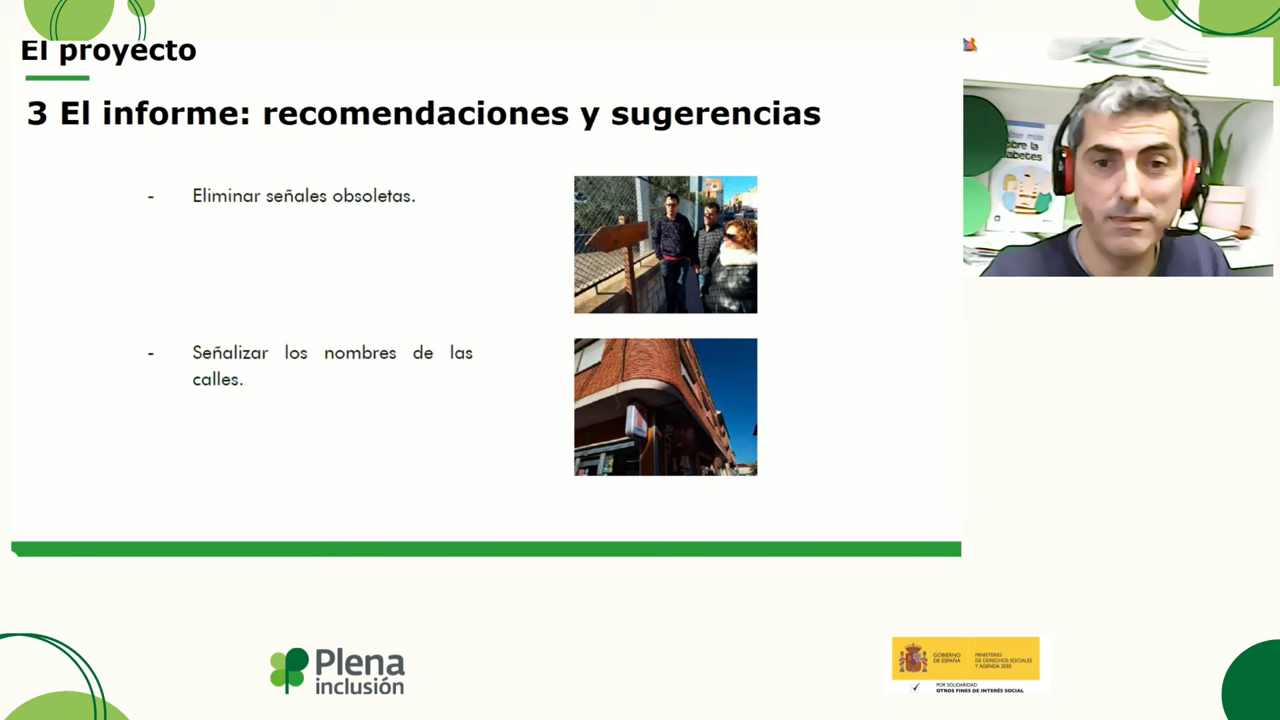 El proyecto
3 El informe: recomendaciones y sugerencias
- Eliminar señales obsoletas.
- Señalizar los nombres de las
calles.
Plena
inclusión
GOBIERNO
DE ESPAÑA
MINISTERIO
DE DERECHOS SOCIALES
Y AGENDA 2030
POR SOLIDARIDAD
OTROS FINES DE INTERÉS SOCIAL